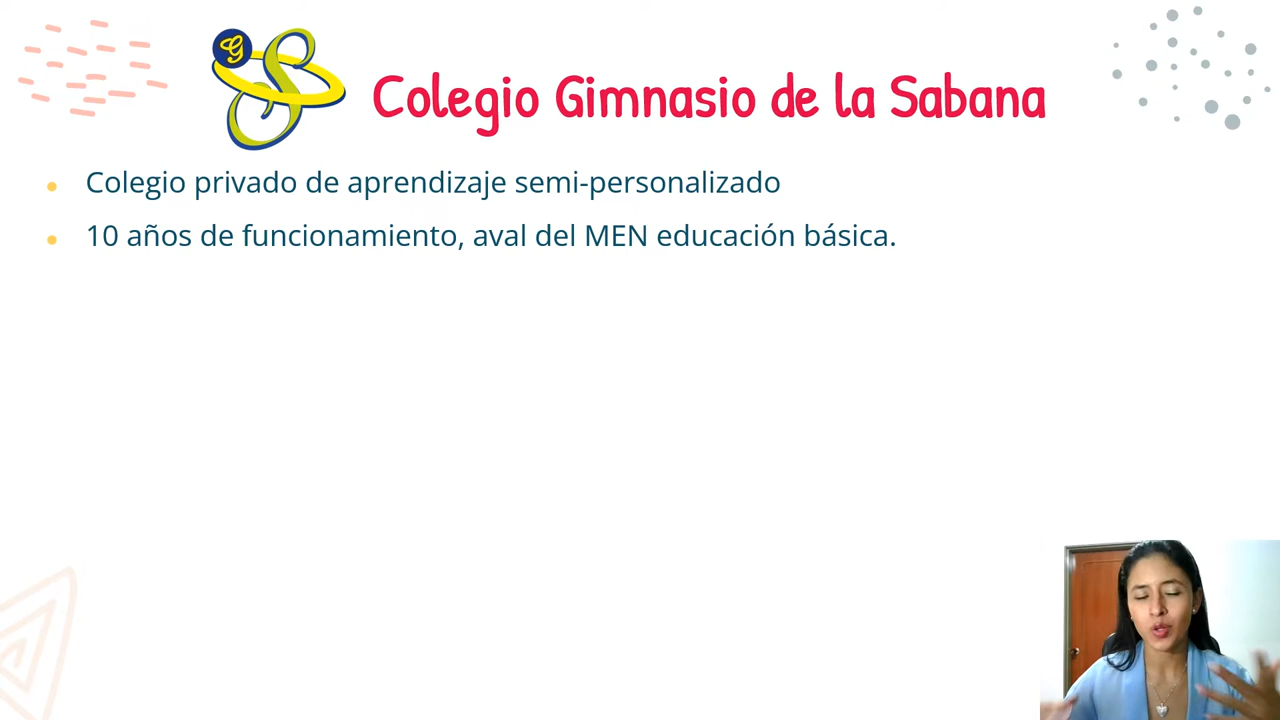 G
S
Colegio Gimnasio de la Sabana
Colegio privado de aprendizaje semi-personalizado
10 años de funcionamiento, aval del MEN educación básica.